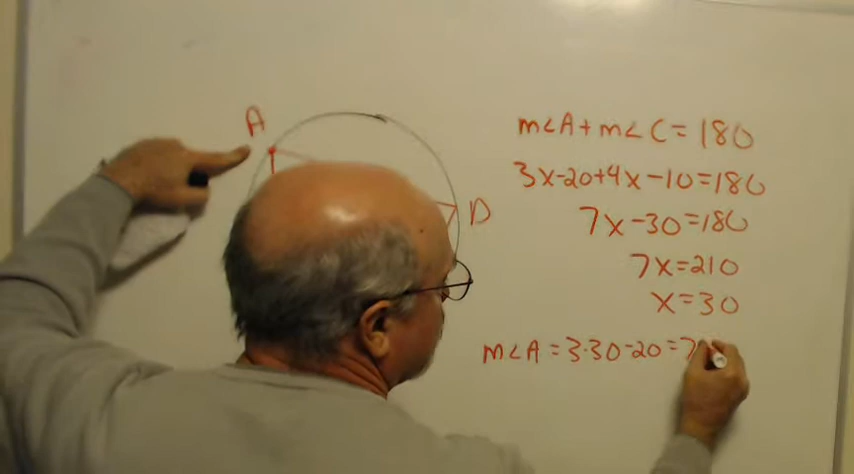 A
D
m∠A+m∠C=180
3x-20+4x-10=180
7x-30=180
7x=210
x=30
m∠A=3·30-20=7